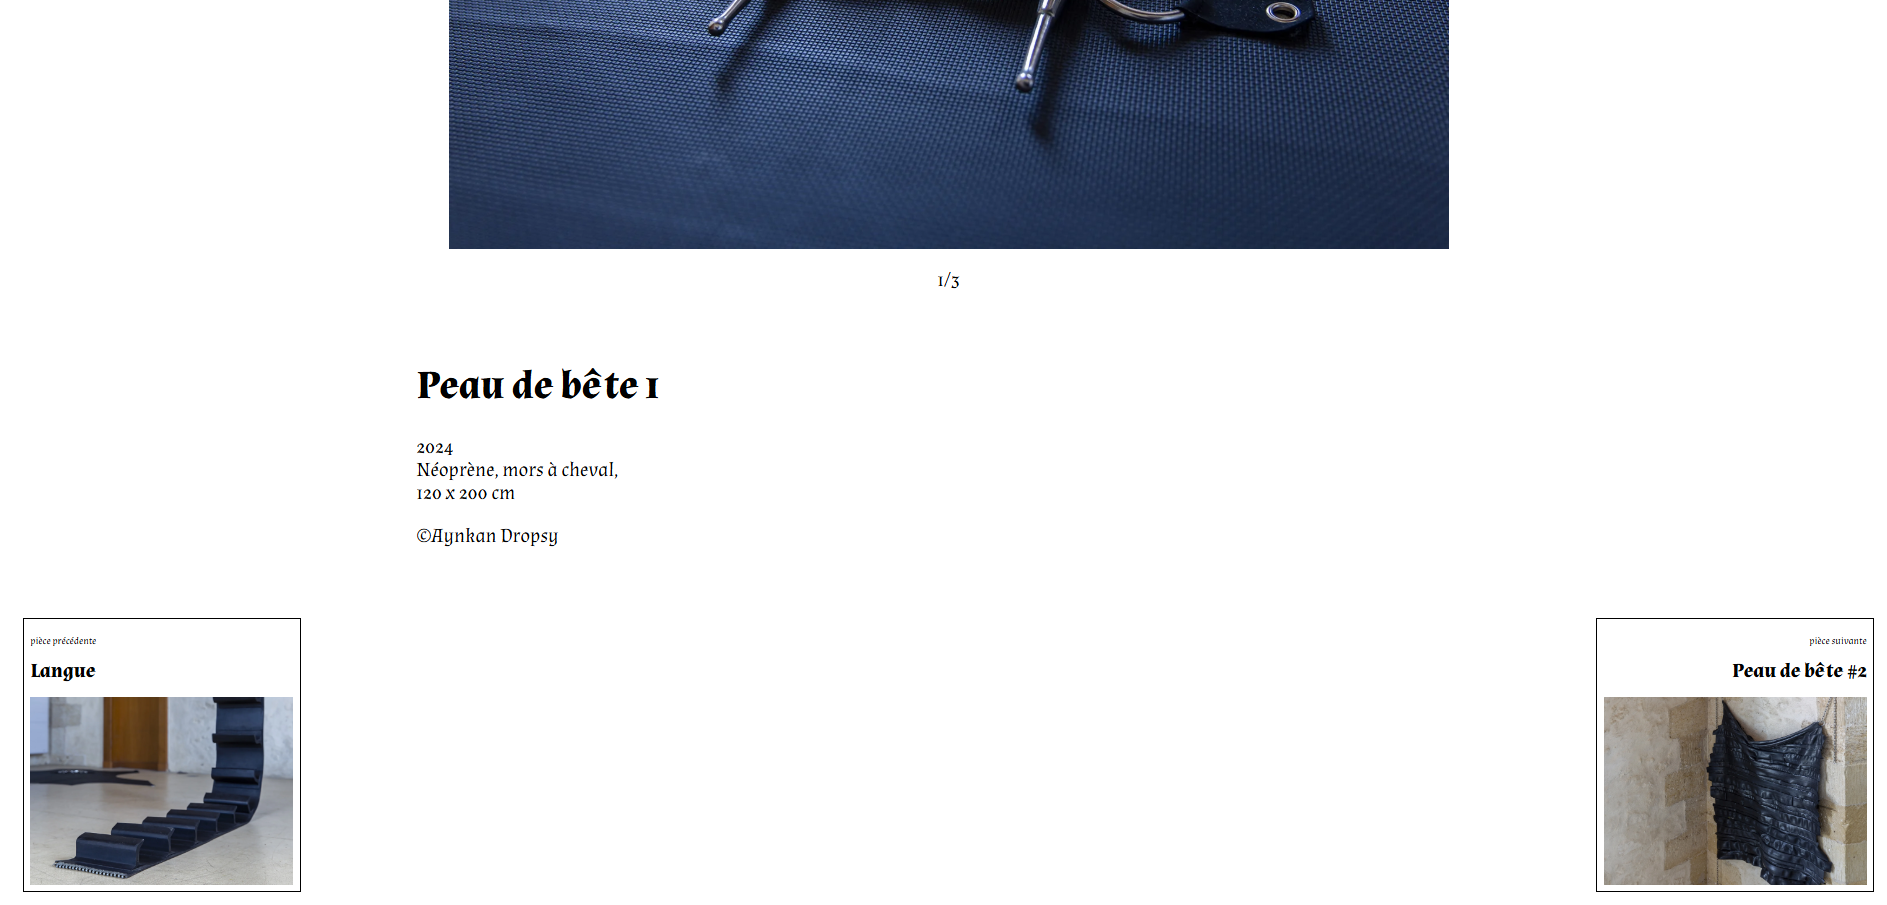 1/3
Peau de bête 1
2024
Néoprène, mors à cheval,
120 x 200 cm
©Aynkan Dropsy
pièce précédente
Langue
pièce suivante
Peau de bête #2